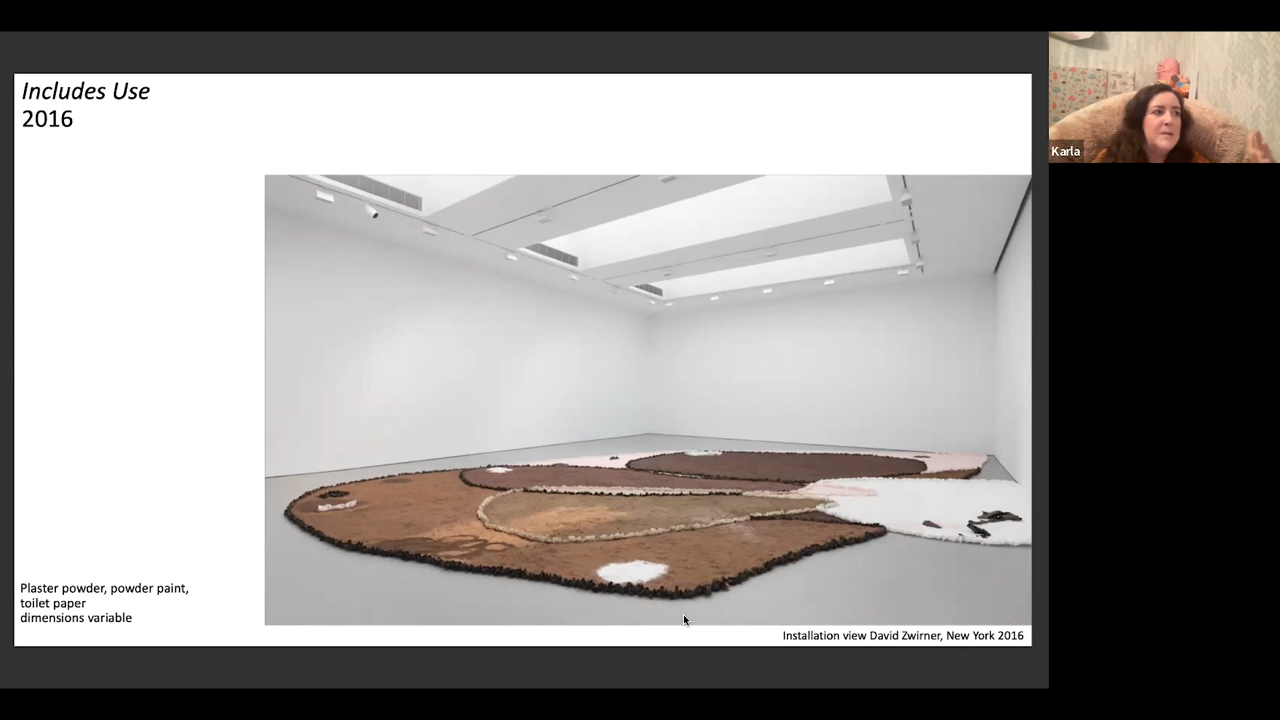 Includes Use
2016
Karla
Plaster powder, powder paint,
toilet paper
dimensions variable
Installation view David Zwirner, New York 2016